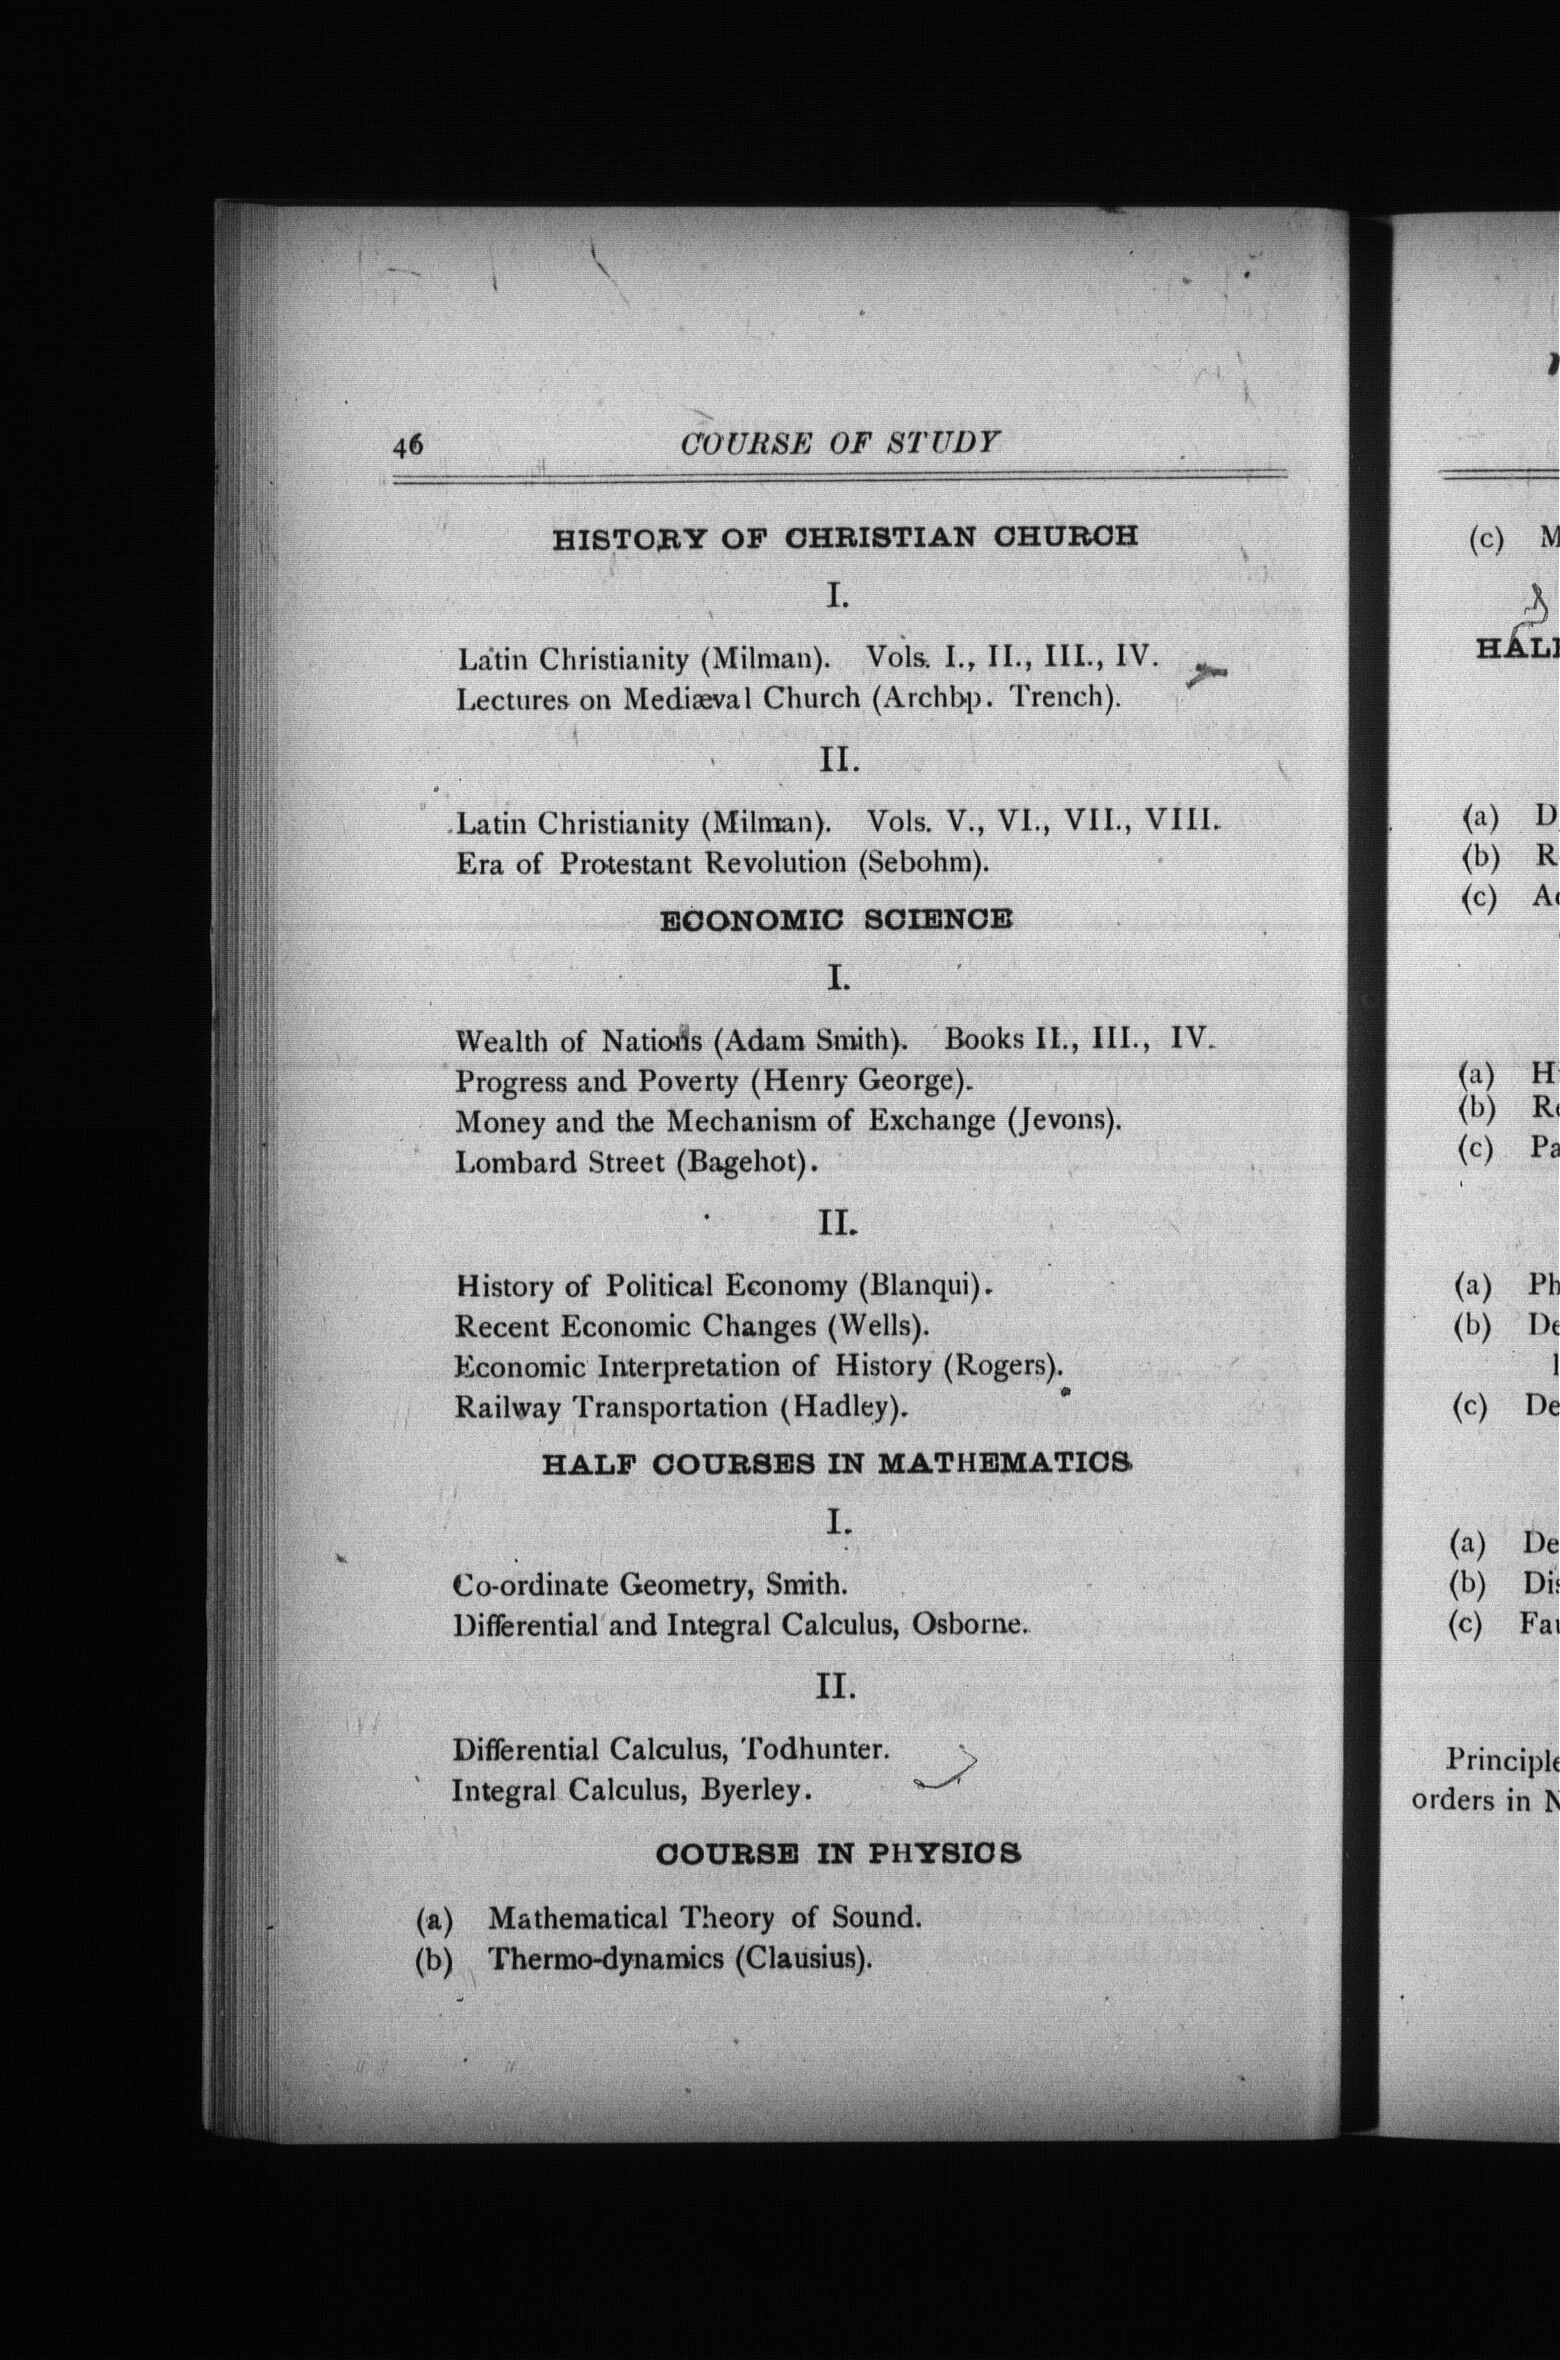 46 COURSE OF STUDY
HISTORY OF CHRISTIAN CHURCH
I.
Latin Christianity (Milman). Vols. I., II., III., IV.
Lectures on Mediæval Church (Archbp. Trench).
II.
Latin Christianity (Milman). Vols. V., VI., VII., VIII.
Era of Protestant Revolution (Sebohm).
ECONOMIC SCIENCE
I.
Wealth of Nations (Adam Smith). Books II., III., IV.
Progress and Poverty (Henry George).
Money and the Mechanism of Exchange (Jevons).
Lombard Street (Bagehot).
II.
History of Political Economy (Blanqui).
Recent Economic Changes (Wells).
Economic Interpretation of History (Rogers).
Railway Transportation (Hadley).
HALF COURSES IN MATHEMATICS
I.
Co-ordinate Geometry, Smith.
Differential and Integral Calculus, Osborne.
II.
Differential Calculus, Todhunter.
Integral Calculus, Byerley.
COURSE IN PHYSICS
(a) Mathematical Theory of Sound.
(b) Thermo-dynamics (Clausius).
(c)
(a)
(b)
(c)
(a)
(b)
(c)
(a)
(b)
(c)
(a)
(b)
(c)
orders in